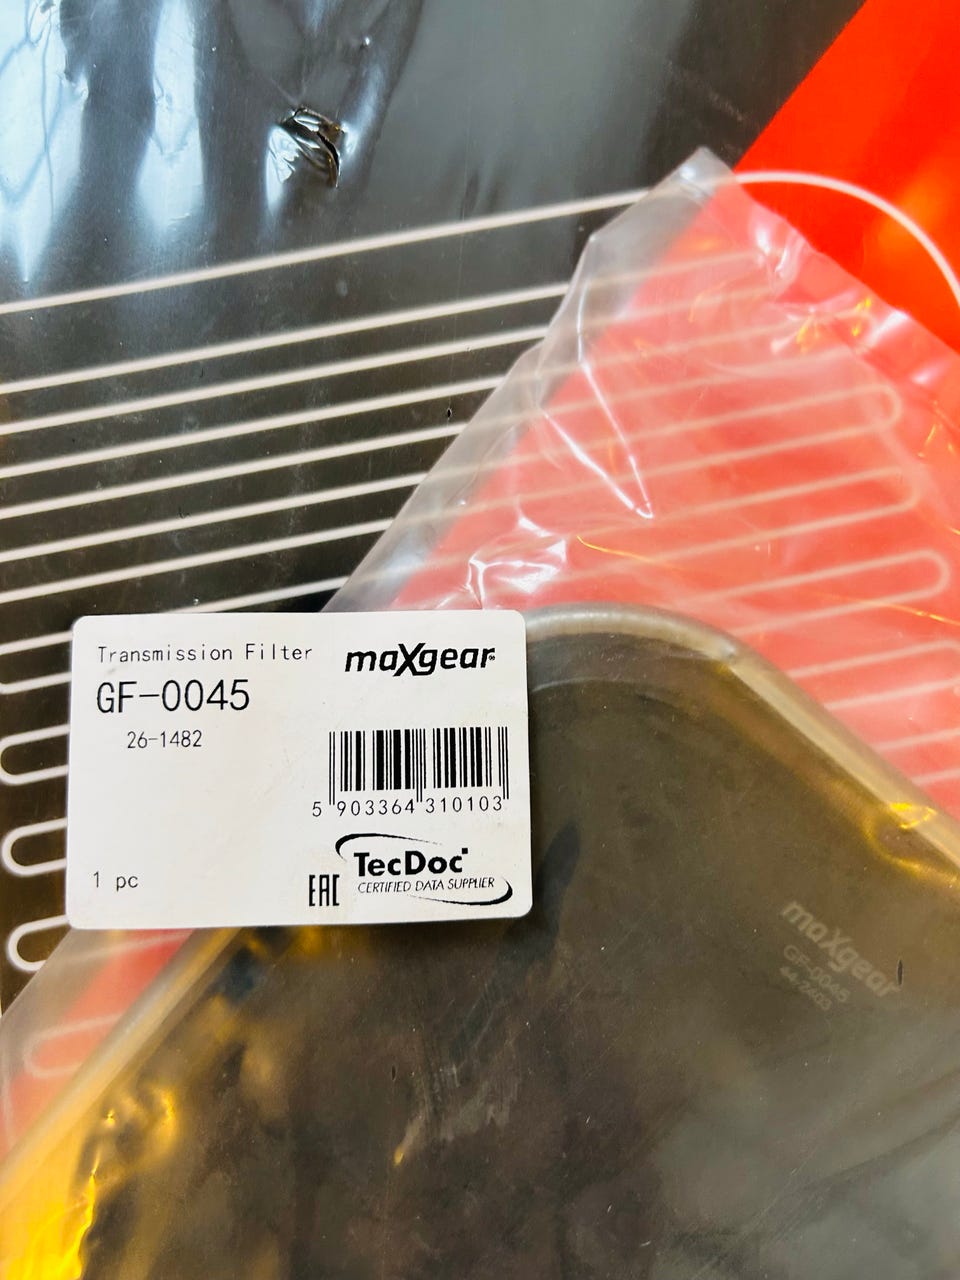 Transmission Filter
maXgear
GF-0045
26-1482
5 903364 310103
TecDoc
CERTIFIED DATA SUPPLIER
EAC
1 pc
maXgear
GF-0045